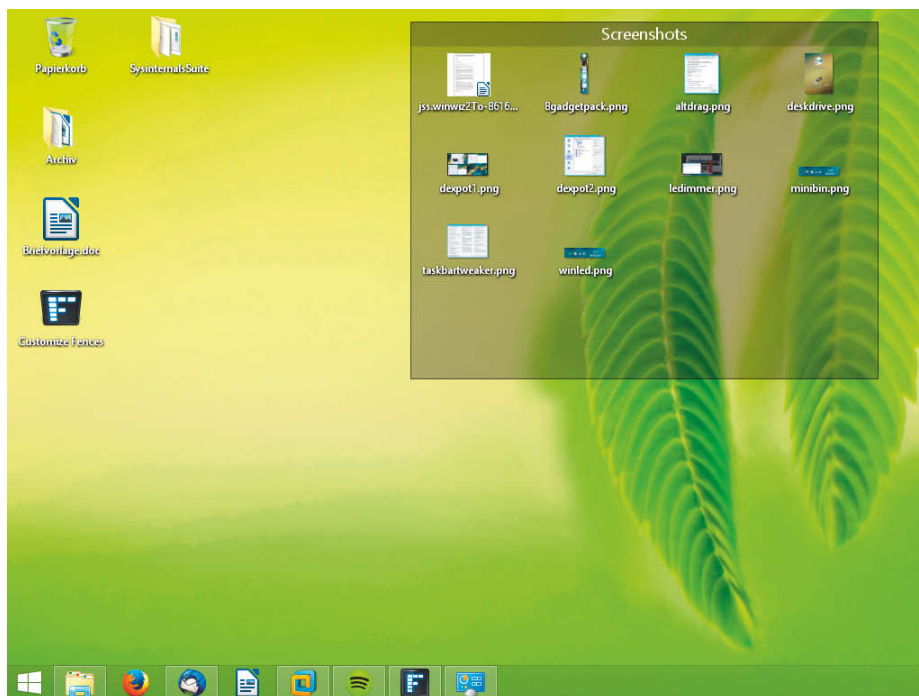 Screenshots
Papierkorb
SysinternalsSuite
jss.winwiz2To-8616...
8gadgetpack.png
altdrag.png
deskdrive.png
Archiv
dexpot1.png
dexpot2.png
ledimmer.png
minibin.png
Briefvorlage.doc
taskbartweaker.png
winled.png
Customize Fences